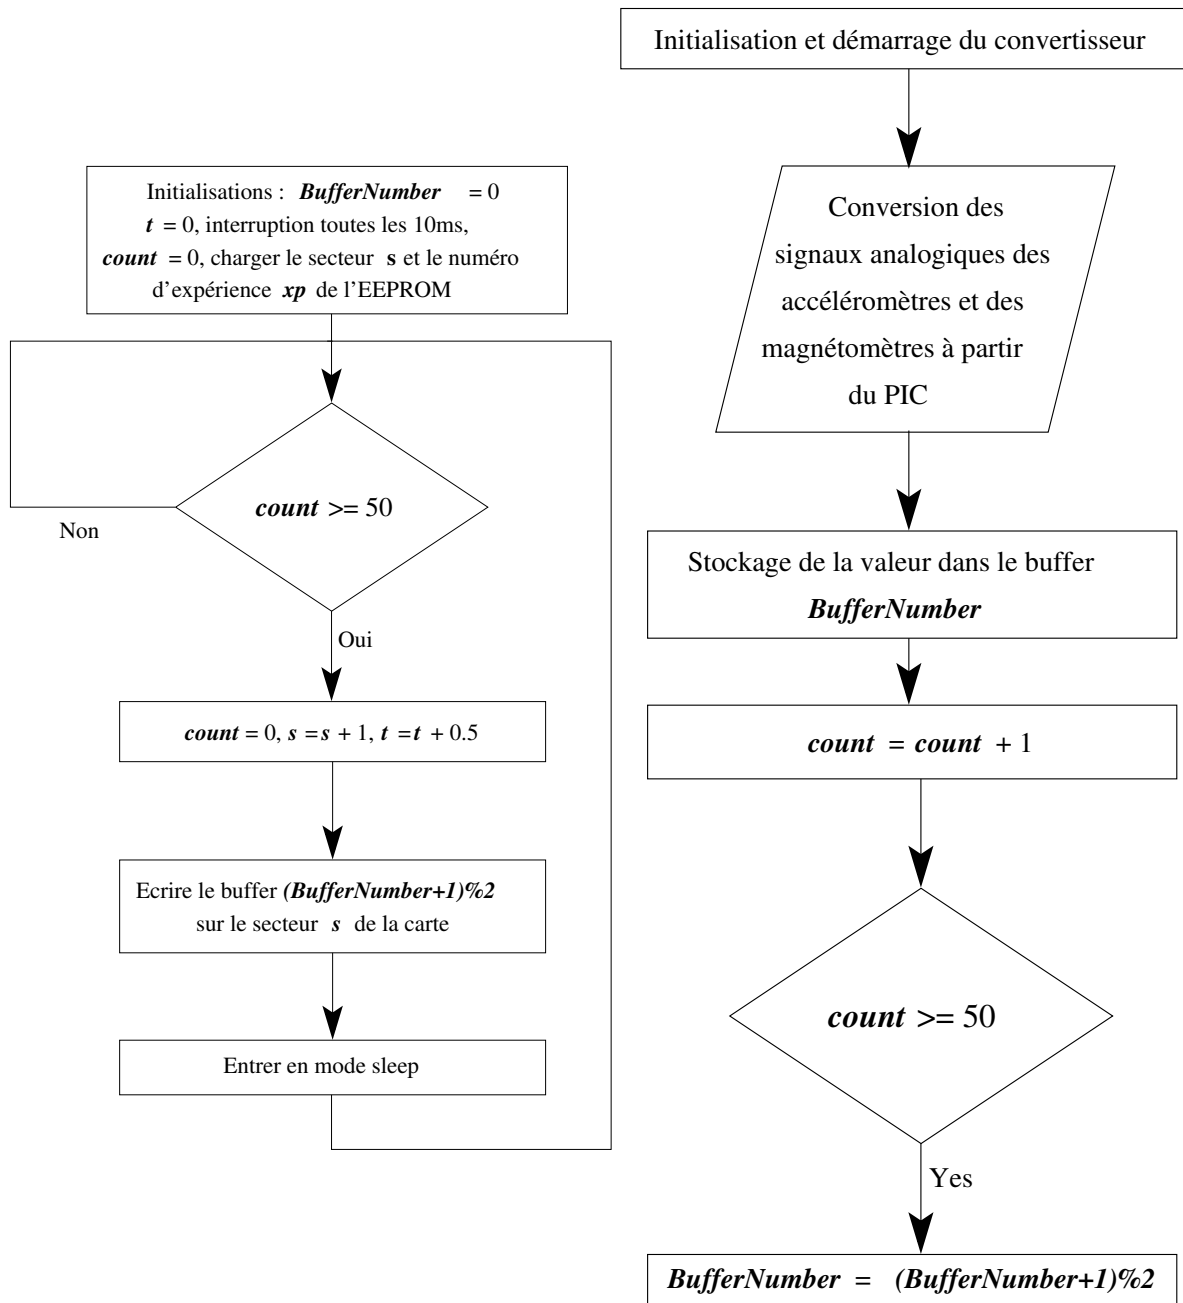 Initialisations : BufferNumber = 0
t = 0, interruption toutes les 10ms,
count = 0, charger le secteur s et le numéro
d'expérience xp de l'EEPROM
count >= 50
Non
Oui
count = 0, s = s + 1, t = t + 0.5
Ecrire le buffer (BufferNumber+1)%2
sur le secteur s de la carte
Entrer en mode sleep
Initialisation et démarrage du convertisseur
Conversion des
signaux analogiques des
accéléromètres et des
magnétomètres à partir
du PIC
Stockage de la valeur dans le buffer
BufferNumber
count = count + 1
count >= 50
Yes
BufferNumber = (BufferNumber+1)%2